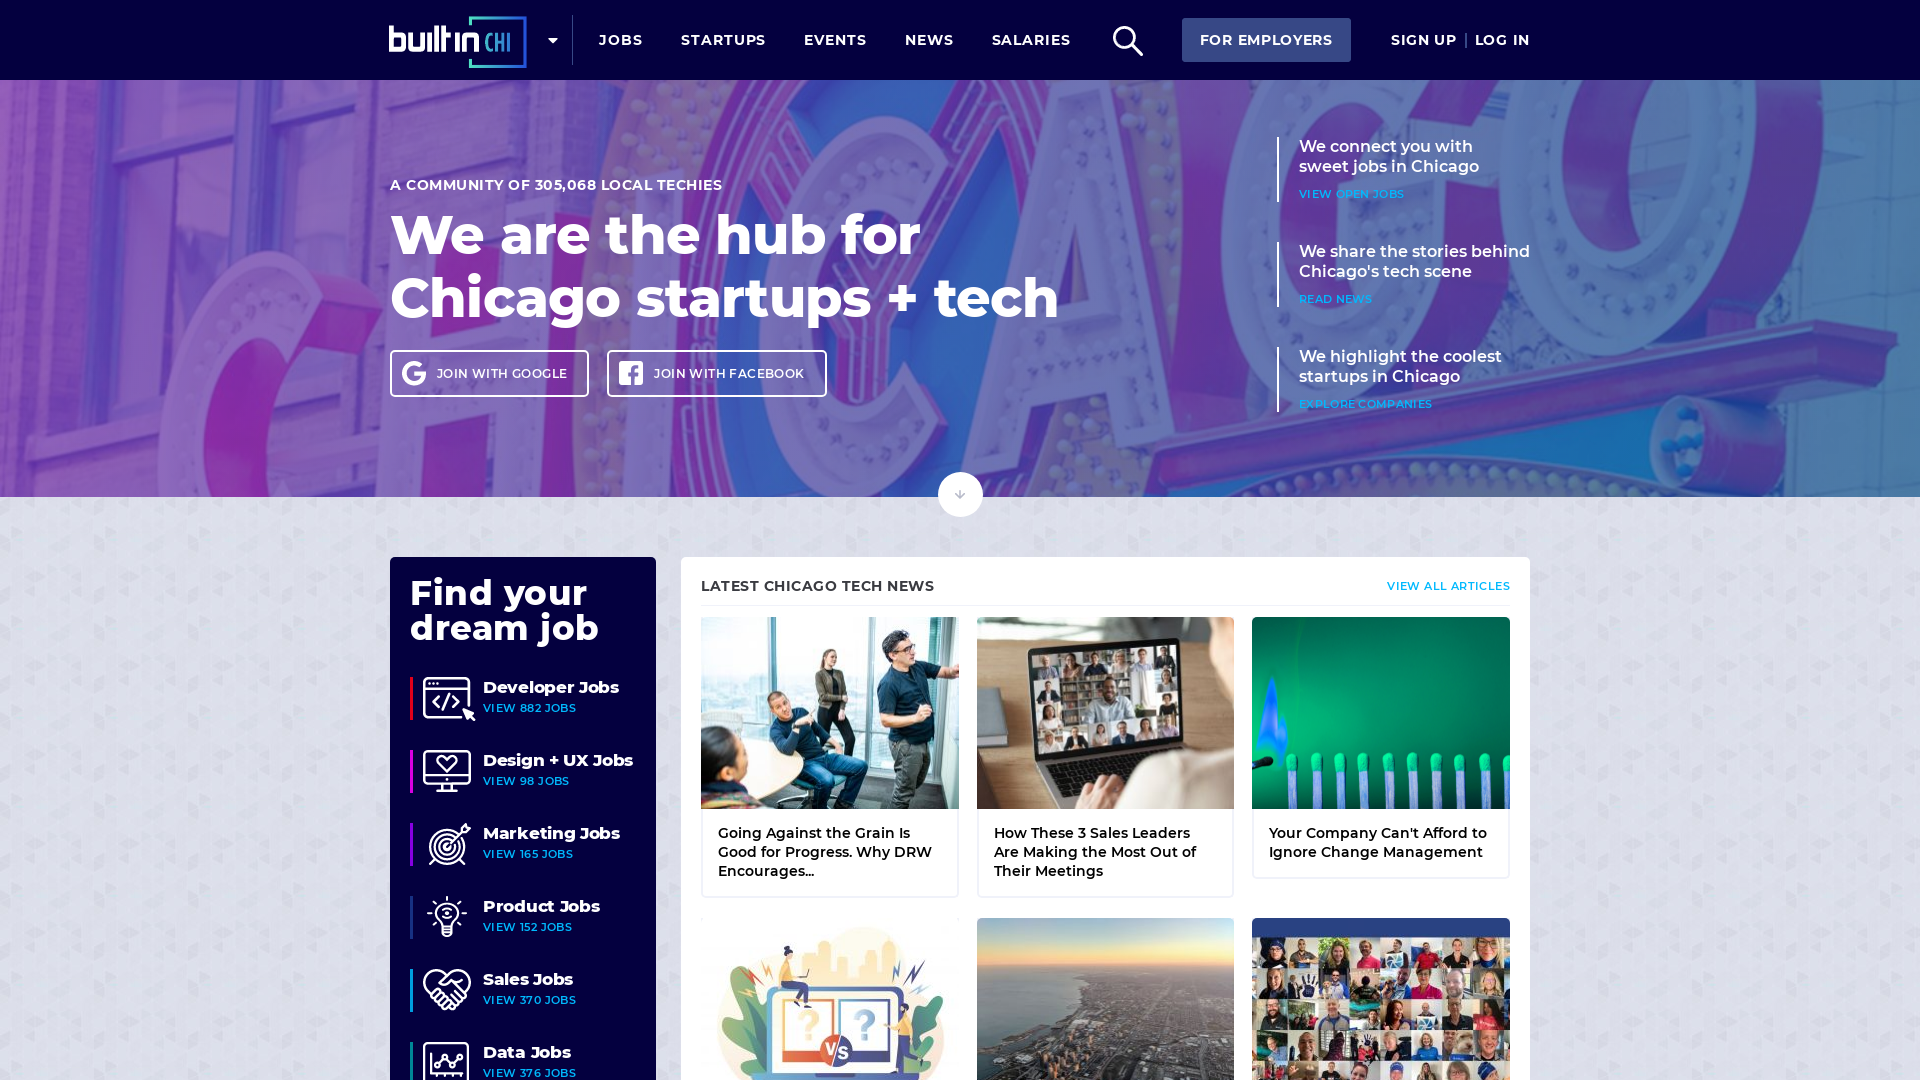 built in CHI
JOBS
STARTUPS
EVENTS
NEWS
SALARIES
FOR EMPLOYERS
SIGN UP
LOG IN
CHICAGO
A COMMUNITY OF 305,068 LOCAL TECHIES
We are the hub for
Chicago startups + tech
JOIN WITH GOOGLE
JOIN WITH FACEBOOK
We connect you with
sweet jobs in Chicago
VIEW OPEN JOBS
We share the stories behind
Chicago's tech scene
READ NEWS
We highlight the coolest
startups in Chicago
EXPLORE COMPANIES
Find your
dream job
Developer Jobs
VIEW 882 JOBS
Design + UX Jobs
VIEW 98 JOBS
Marketing Jobs
VIEW 165 JOBS
Product Jobs
VIEW 152 JOBS
Sales Jobs
VIEW 370 JOBS
Data Jobs
VIEW 376 JOBS
LATEST CHICAGO TECH NEWS
VIEW ALL ARTICLES
Going Against the Grain Is
Good for Progress. Why DRW
Encourages...
How These 3 Sales Leaders
Are Making the Most Out of
Their Meetings
Your Company Can't Afford to
Ignore Change Management
? ?
VS